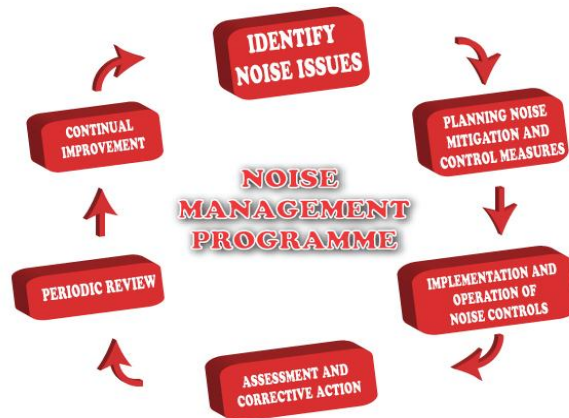 IDENTIFY
NOISE ISSUES
PLANNING NOISE
MITIGATION AND
CONTROL MEASURES
IMPLEMENTATION AND
OPERATION OF
NOISE CONTROLS
ASSESSMENT AND
CORRECTIVE ACTION
PERIODIC REVIEW
CONTINUAL
IMPROVEMENT
NOISE
MANAGEMENT
PROGRAMME